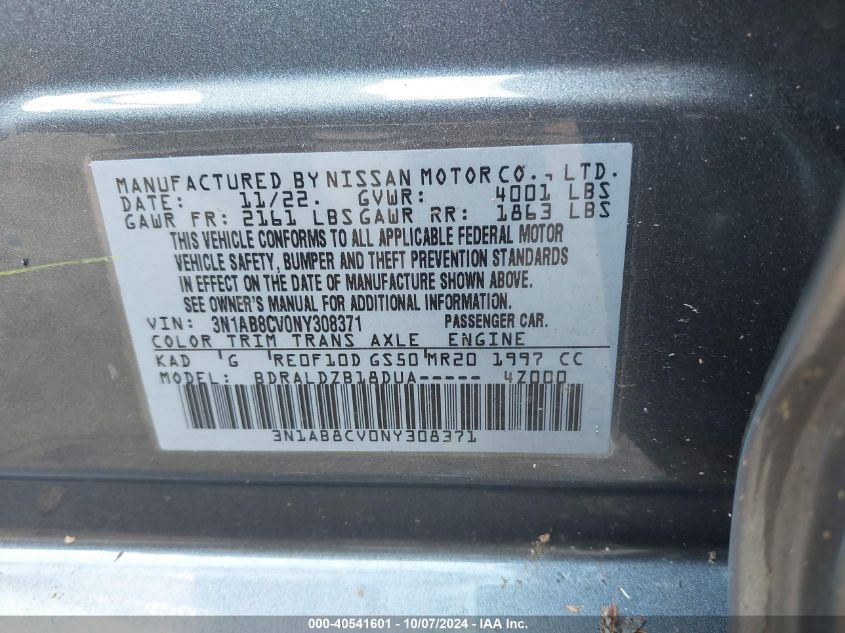 MANUFACTURED BY NISSAN MOTOR CO., LTD.
DATE: 11/22. GVWR: 4001 LBS
GAWR FR: 2161 LBS GAWR RR: 1863 LBS
THIS VEHICLE CONFORMS TO ALL APPLICABLE FEDERAL MOTOR
VEHICLE SAFETY, BUMPER AND THEFT PREVENTION STANDARDS
IN EFFECT ON THE DATE OF MANUFACTURE SHOWN ABOVE.
SEE OWNER'S MANUAL FOR ADDITIONAL INFORMATION.
VIN: 3N1AB8CV0NY308371 PASSENGER CAR.
COLOR TRIM TRANS AXLE ENGINE
KAD 'G 'RE0F10D GS50 'MR20 1997 CC
MODEL: BDRALDZB18DUA----- 4Z000
3N1AB8CV0NY308371
000-40541601 - 10/07/2024 - © IAA Holdings, LLC.